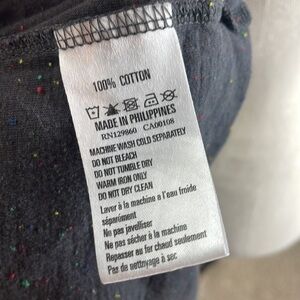 100% COTTON
MADE IN PHILIPPINES
RN129860 CA00108
MACHINE WASH COLD SEPARATELY
DO NOT BLEACH
DO NOT TUMBLE DRY
WARM IRON ONLY
DO NOT DRY CLEAN
Laver à la machine a l'eau froide
séparément
Ne pas javelliser
Ne pas sécher à la machine
Repasser au fer chaud seulement
Pas de nettoyage à sec